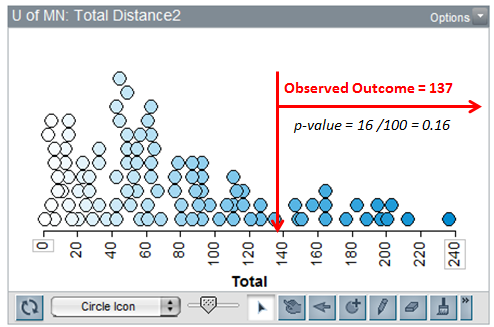 U of MN: Total Distance2
Options
Observed Outcome = 137
p-value = 16 /100 = 0.16
0 20 40 60 80 100 120 140 160 180 200 220 240
Total
Circle Icon
»